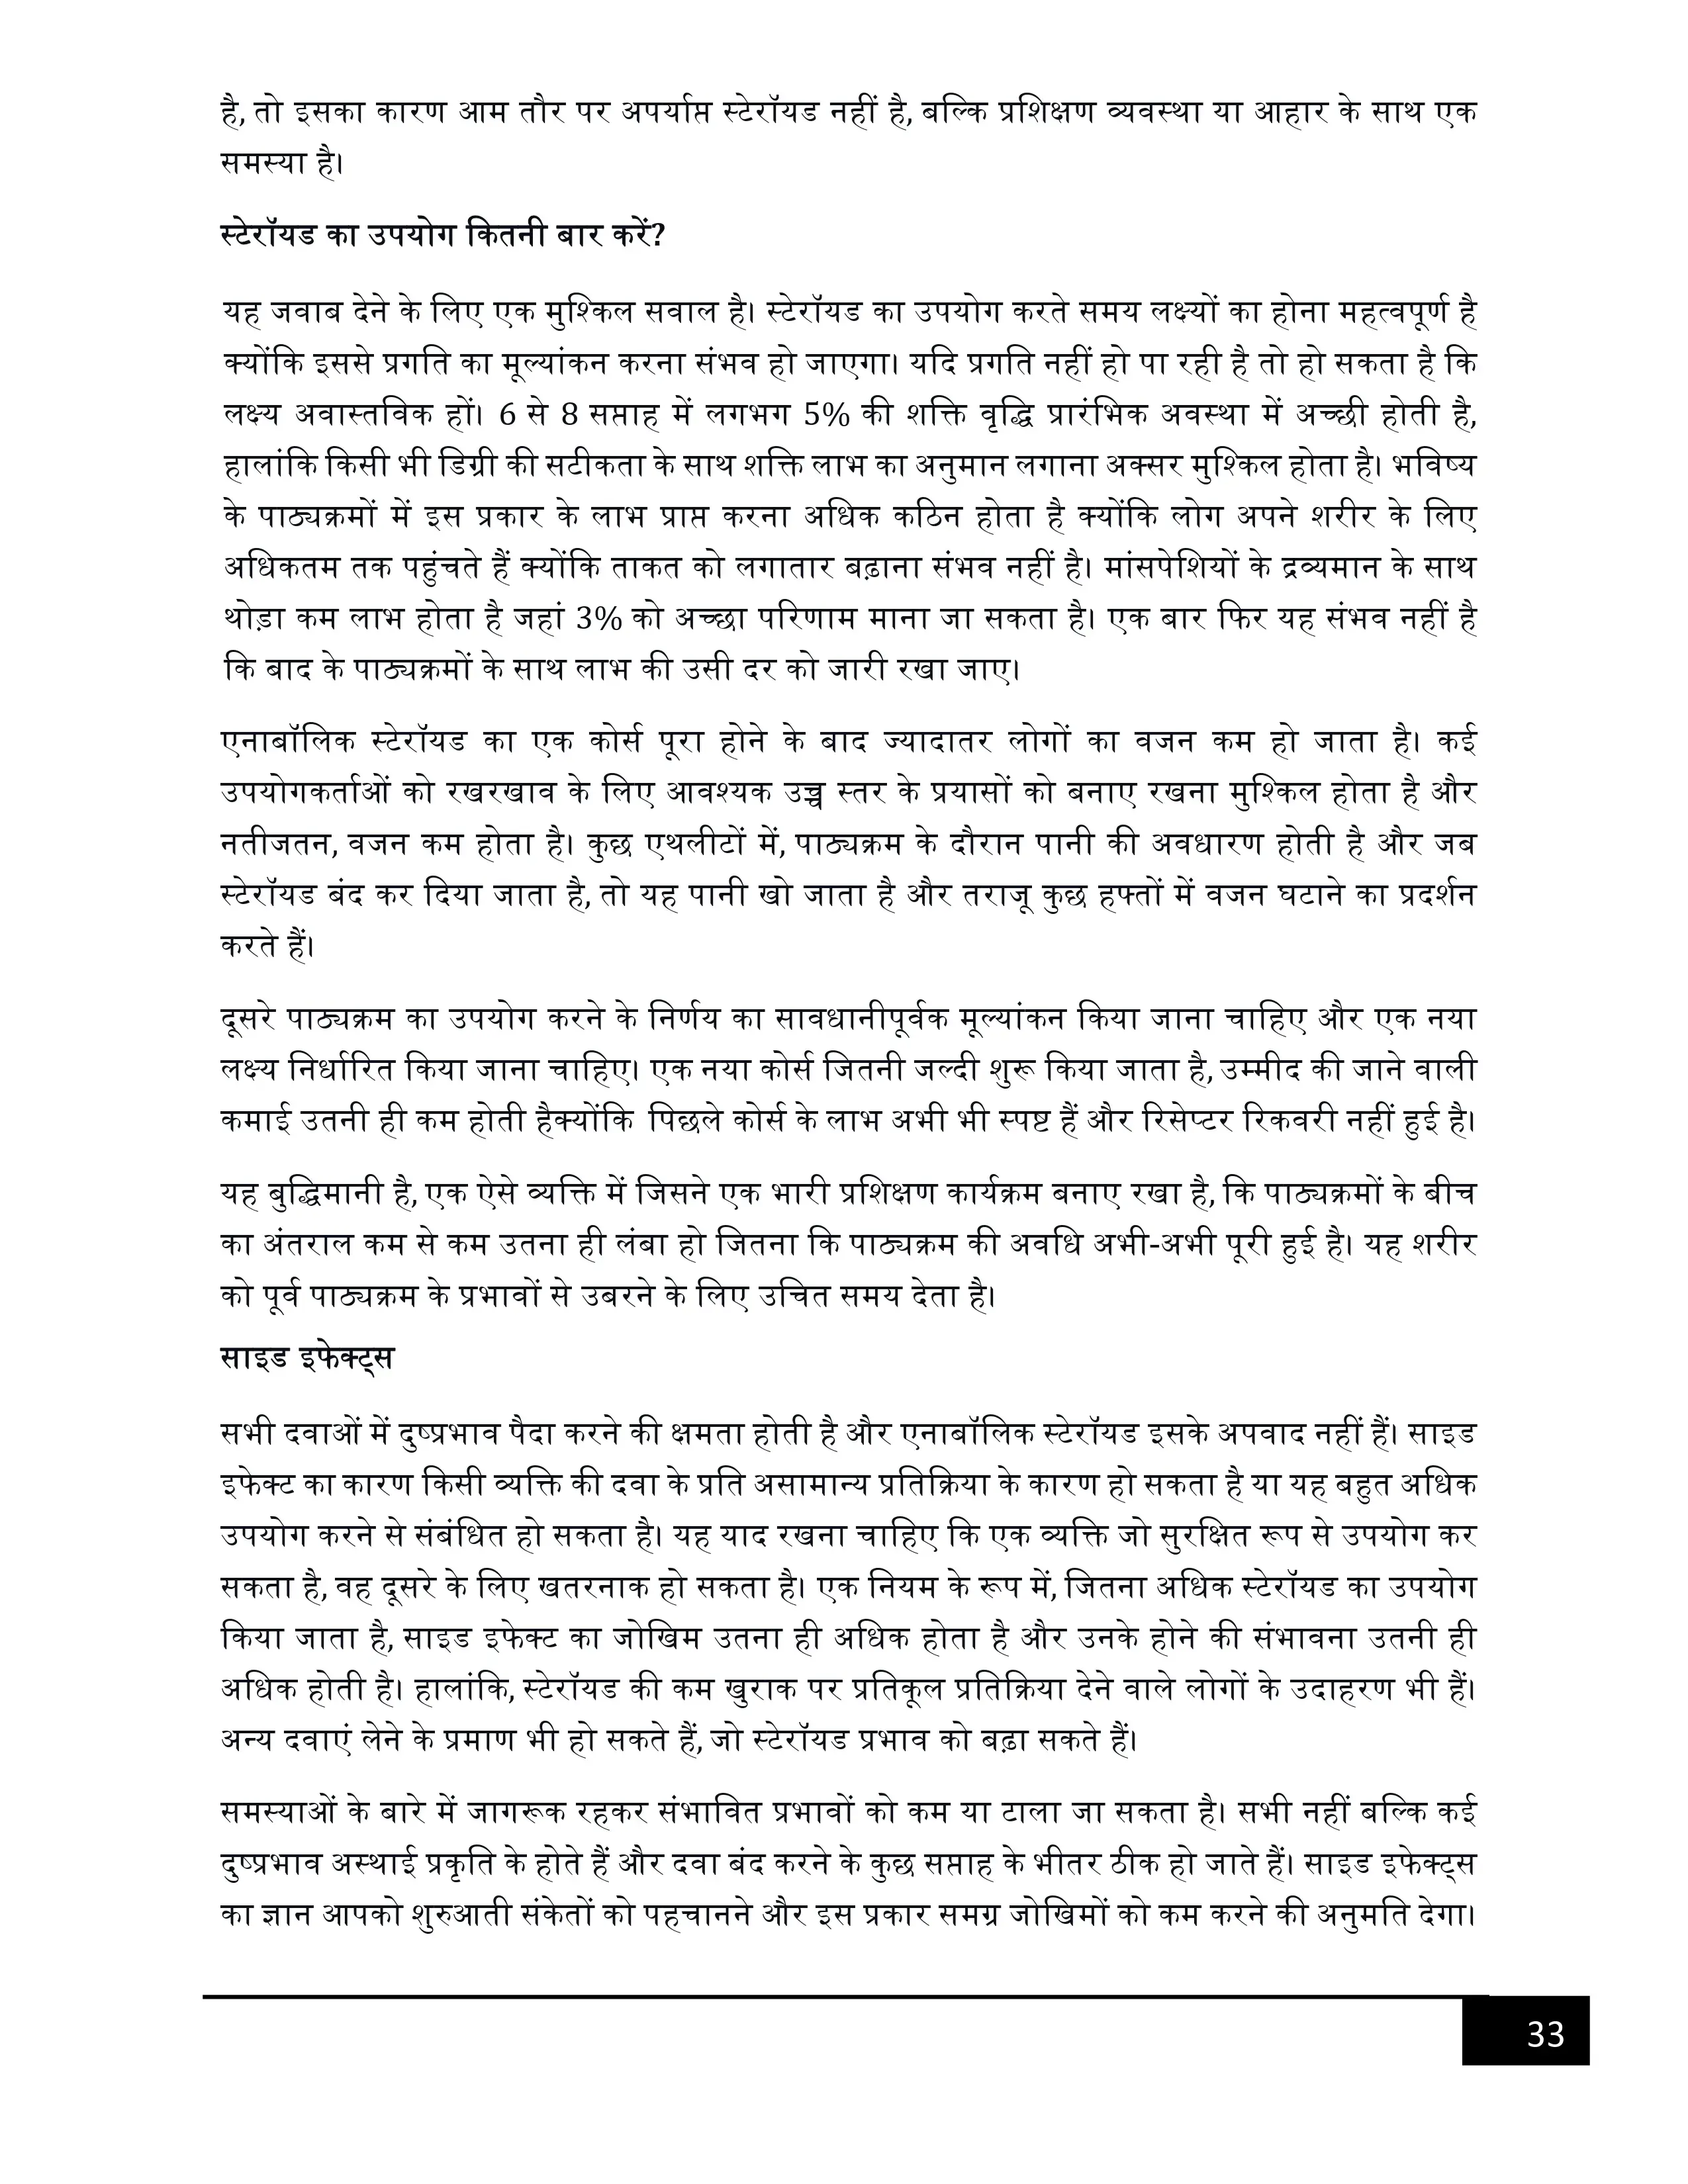 है, तो इसका कारण आम तौर पर अपर्याप्त स्टेरॉयड नहीं है, बल्कि प्रशिक्षण व्यवस्था या आहार के साथ एक
समस्या है।
स्टेरॉयड का उपयोग कितनी बार करें?
यह जवाब देने के लिए एक मुश्किल सवाल है। स्टेरॉयड का उपयोग करते समय लक्ष्यों का होना महत्वपूर्ण है
क्योंकि इससे प्रगति का मूल्यांकन करना संभव हो जाएगा। यदि प्रगति नहीं हो पा रही है तो हो सकता है कि
लक्ष्य अवास्तविक हों। 6 से 8 सप्ताह में लगभग 5% की शक्ति वृद्धि प्रारंभिक अवस्था में अच्छी होती है,
हालांकि किसी भी डिग्री की सटीकता के साथ शक्ति लाभ का अनुमान लगाना अक्सर मुश्किल होता है। भविष्य
के पाठ्यक्रमों में इस प्रकार के लाभ प्राप्त करना अधिक कठिन होता है क्योंकि लोग अपने शरीर के लिए
अधिकतम तक पहुंचते हैं क्योंकि ताकत को लगातार बढ़ाना संभव नहीं है। मांसपेशियों के द्रव्यमान के साथ
थोड़ा कम लाभ होता है जहां 3% को अच्छा परिणाम माना जा सकता है। एक बार फिर यह संभव नहीं है
कि बाद के पाठ्यक्रमों के साथ लाभ की उसी दर को जारी रखा जाए।
एनाबॉलिक स्टेरॉयड का एक कोर्स पूरा होने के बाद ज्यादातर लोगों का वजन कम हो जाता है। कई
उपयोगकर्ताओं को रखरखाव के लिए आवश्यक उच्च स्तर के प्रयासों को बनाए रखना मुश्किल होता है और
नतीजतन, वजन कम होता है। कुछ एथलीटों में, पाठ्यक्रम के दौरान पानी की अवधारण होती है और जब
स्टेरॉयड बंद कर दिया जाता है, तो यह पानी खो जाता है और तराजू कुछ हफ्तों में वजन घटाने का प्रदर्शन
करते हैं।
दूसरे पाठ्यक्रम का उपयोग करने के निर्णय का सावधानीपूर्वक मूल्यांकन किया जाना चाहिए और एक नया
लक्ष्य निर्धारित किया जाना चाहिए। एक नया कोर्स जितनी जल्दी शुरू किया जाता है, उम्मीद की जाने वाली
कमाई उतनी ही कम होती हैक्योंकि पिछले कोर्स के लाभ अभी भी स्पष्ट हैं और रिसेप्टर रिकवरी नहीं हुई है।
यह बुद्धिमानी है, एक ऐसे व्यक्ति में जिसने एक भारी प्रशिक्षण कार्यक्रम बनाए रखा है, कि पाठ्यक्रमों के बीच
का अंतराल कम से कम उतना ही लंबा हो जितना कि पाठ्यक्रम की अवधि अभी-अभी पूरी हुई है। यह शरीर
को पूर्व पाठ्यक्रम के प्रभावों से उबरने के लिए उचित समय देता है।
साइड इफेक्ट्स
सभी दवाओं में दुष्प्रभाव पैदा करने की क्षमता होती है और एनाबॉलिक स्टेरॉयड इसके अपवाद नहीं हैं। साइड
इफेक्ट का कारण किसी व्यक्ति की दवा के प्रति असामान्य प्रतिक्रिया के कारण हो सकता है या यह बहुत अधिक
उपयोग करने से संबंधित हो सकता है। यह याद रखना चाहिए कि एक व्यक्ति जो सुरक्षित रूप से उपयोग कर
सकता है, वह दूसरे के लिए खतरनाक हो सकता है। एक नियम के रूप में, जितना अधिक स्टेरॉयड का उपयोग
किया जाता है, साइड इफेक्ट का जोखिम उतना ही अधिक होता है और उनके होने की संभावना उतनी ही
अधिक होती है। हालांकि, स्टेरॉयड की कम खुराक पर प्रतिकूल प्रतिक्रिया देने वाले लोगों के उदाहरण भी हैं।
अन्य दवाएं लेने के प्रमाण भी हो सकते हैं, जो स्टेरॉयड प्रभाव को बढ़ा सकते हैं।
समस्याओं के बारे में जागरूक रहकर संभावित प्रभावों को कम या टाला जा सकता है। सभी नहीं बल्कि कई
दुष्प्रभाव अस्थाई प्रकृति के होते हैं और दवा बंद करने के कुछ सप्ताह के भीतर ठीक हो जाते हैं। साइड इफेक्ट्स
का ज्ञान आपको शुरुआती संकेतों को पहचानने और इस प्रकार समग्र जोखिमों को कम करने की अनुमति देगा।
33